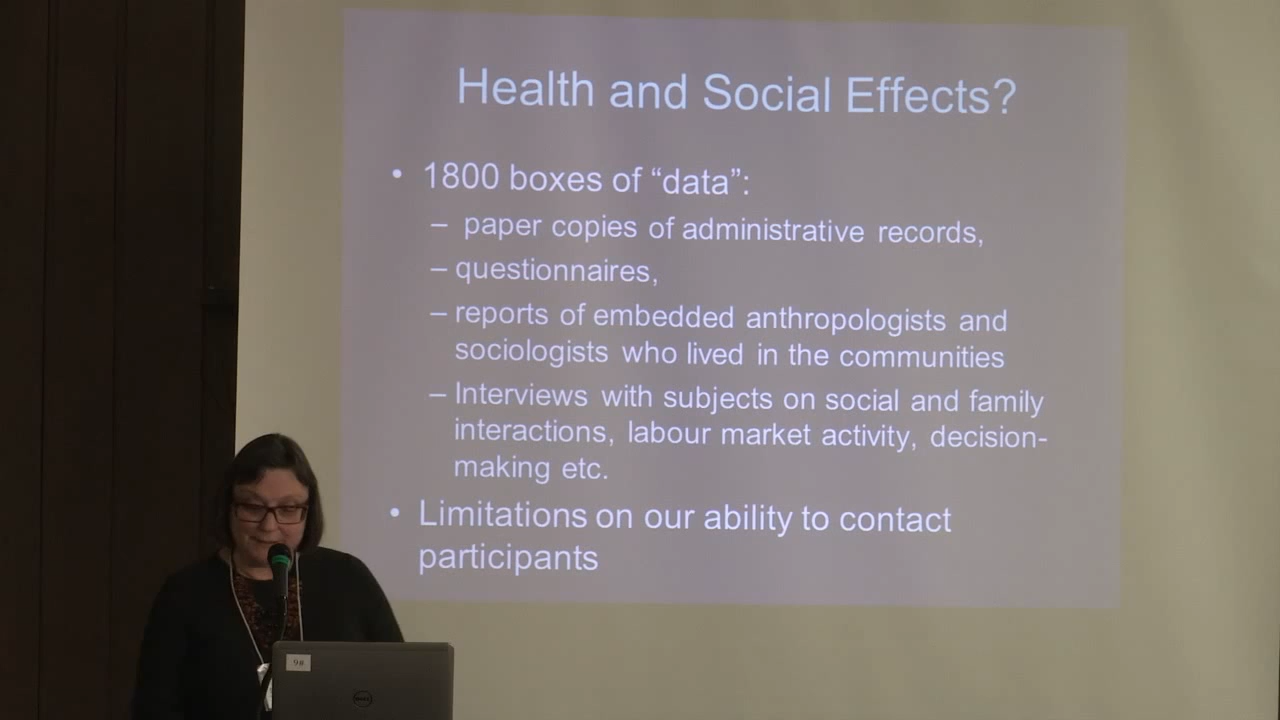 Health and Social Effects?
• 1800 boxes of “data”:
– paper copies of administrative records,
– questionnaires,
– reports of embedded anthropologists and
sociologists who lived in the communities
– Interviews with subjects on social and family
interactions, labour market activity, decision-
making etc.
• Limitations on our ability to contact
participants
98
DELL